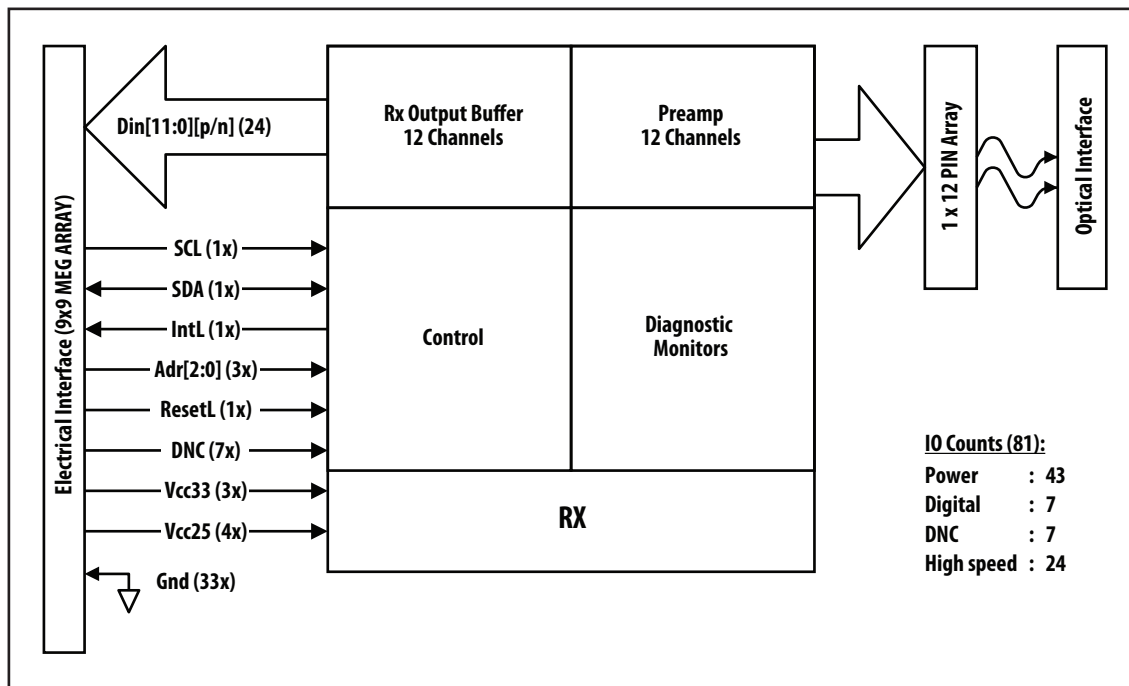 Electrical Interface (9x9 MEG ARRAY)
Din[11:0][p/n] (24)
Rx Output Buffer
12 Channels
Preamp
12 Channels
1 x 12 PIN Array
Optical Interface
SCL (1x)
SDA (1x)
IntL (1x)
Adr[2:0] (3x)
ResetL (1x)
DNC (7x)
Vcc33 (3x)
Vcc25 (4x)
Gnd (33x)
Control
Diagnostic
Monitors
RX
IO Counts (81):
Power : 43
Digital : 7
DNC : 7
High speed : 24